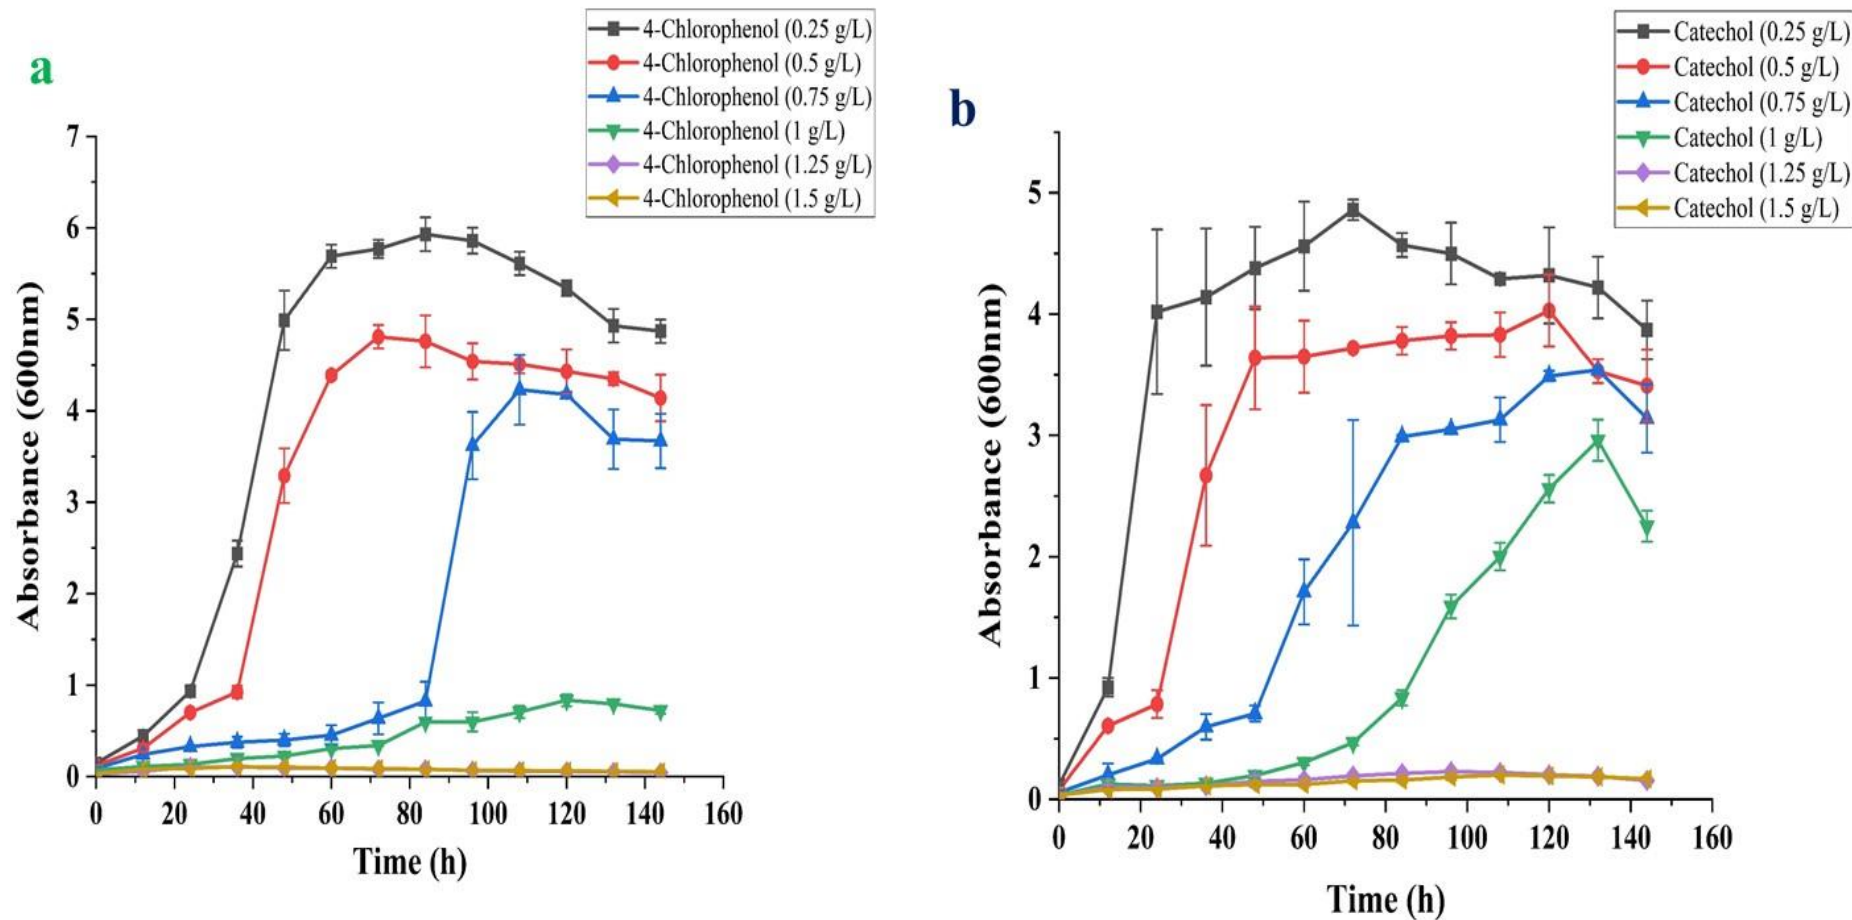 a
4-Chlorophenol (0.25 g/L)
4-Chlorophenol (0.5 g/L)
4-Chlorophenol (0.75 g/L)
4-Chlorophenol (1 g/L)
4-Chlorophenol (1.25 g/L)
4-Chlorophenol (1.5 g/L)
Absorbance (600nm)
7
6
5
4
3
2
1
0
0 20 40 60 80 100 120 140 160
Time (h)
b
Catechol (0.25 g/L)
Catechol (0.5 g/L)
Catechol (0.75 g/L)
Catechol (1 g/L)
Catechol (1.25 g/L)
Catechol (1.5 g/L)
Absorbance (600nm)
5
4
3
2
1
0
0 20 40 60 80 100 120 140 160
Time (h)